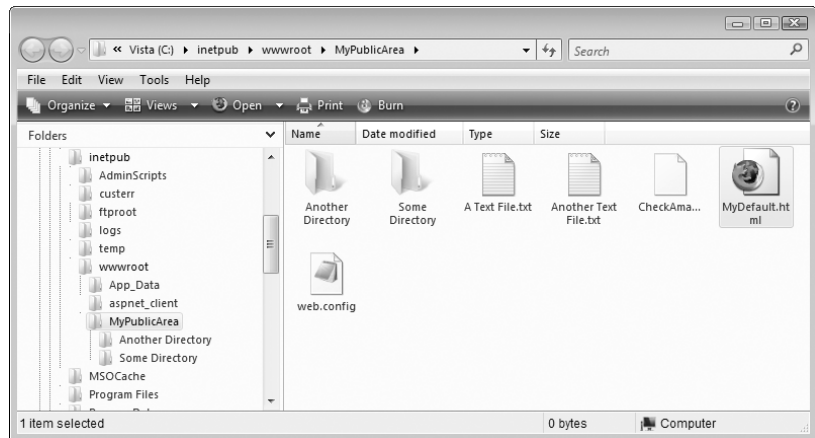 « Vista (C:) ▸ inetpub ▸ wwwroot ▸ MyPublicArea ▸
Search
File Edit View Tools Help
Organize Views Open Print Burn
Folders
inetpub
AdminScripts
custerr
ftproot
logs
temp
wwwroot
App_Data
aspnet_client
MyPublicArea
Another Directory
Some Directory
MSOCache
Program Files
Name Date modified Type Size
Another
Directory
Some
Directory
A Text File.txt
Another Text
File.txt
CheckAma...
MyDefault.ht
ml
web.config
1 item selected 0 bytes Computer